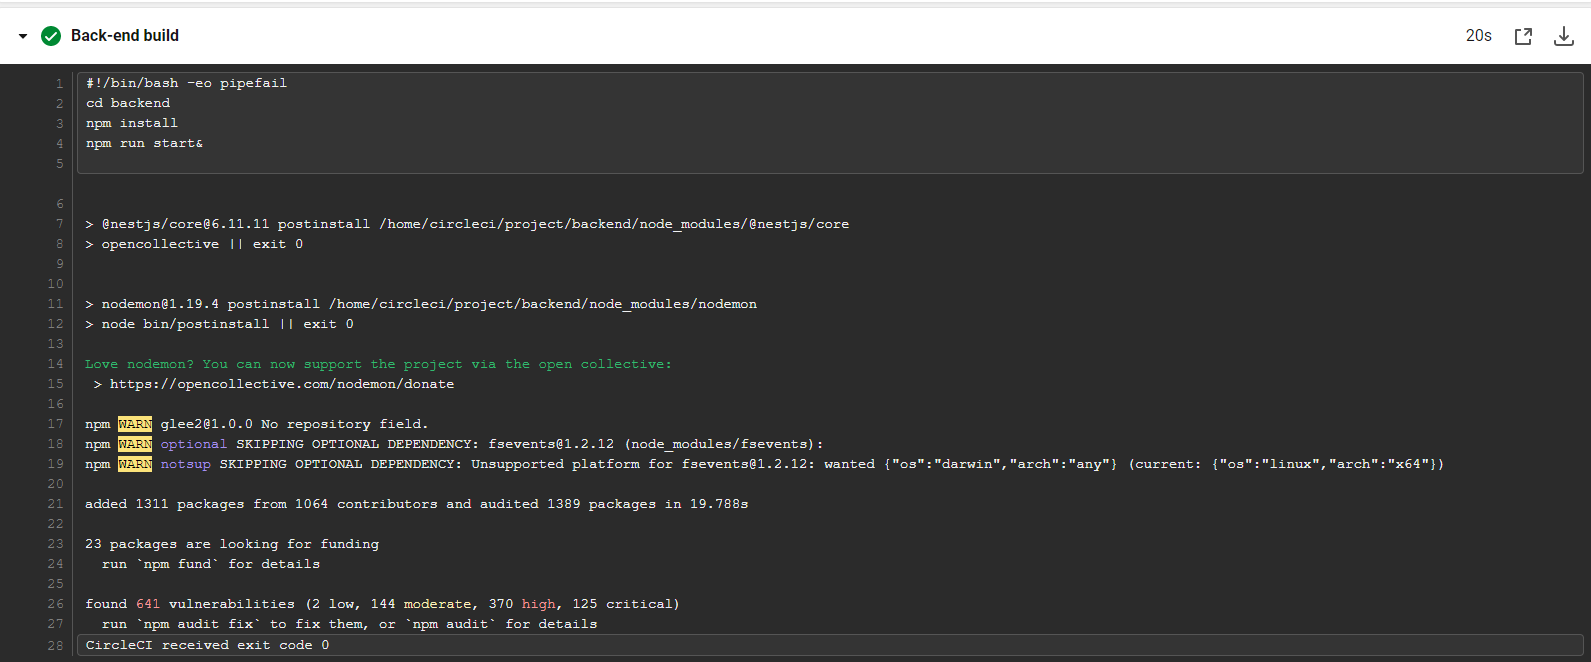 Back-end build
20s
1 #!/bin/bash -eo pipefail
2 cd backend
3 npm install
4 npm run start&
5
6
7 > @nestjs/core@6.11.11 postinstall /home/circleci/project/backend/node_modules/@nestjs/core
8 > opencollective || exit 0
9
10
11 > nodemon@1.19.4 postinstall /home/circleci/project/backend/node_modules/nodemon
12 > node bin/postinstall || exit 0
13
14 Love nodemon? You can now support the project via the open collective:
15  > https://opencollective.com/nodemon/donate
16
17 npm WARN glee2@1.0.0 No repository field.
18 npm WARN optional SKIPPING OPTIONAL DEPENDENCY: fsevents@1.2.12 (node_modules/fsevents):
19 npm WARN notsup SKIPPING OPTIONAL DEPENDENCY: Unsupported platform for fsevents@1.2.12: wanted {"os":"darwin","arch":"any"} (current: {"os":"linux","arch":"x64"})
20
21 added 1311 packages from 1064 contributors and audited 1389 packages in 19.788s
22
23 23 packages are looking for funding
24   run `npm fund` for details
25
26 found 641 vulnerabilities (2 low, 144 moderate, 370 high, 125 critical)
27   run `npm audit fix` to fix them, or `npm audit` for details
28 CircleCI received exit code 0